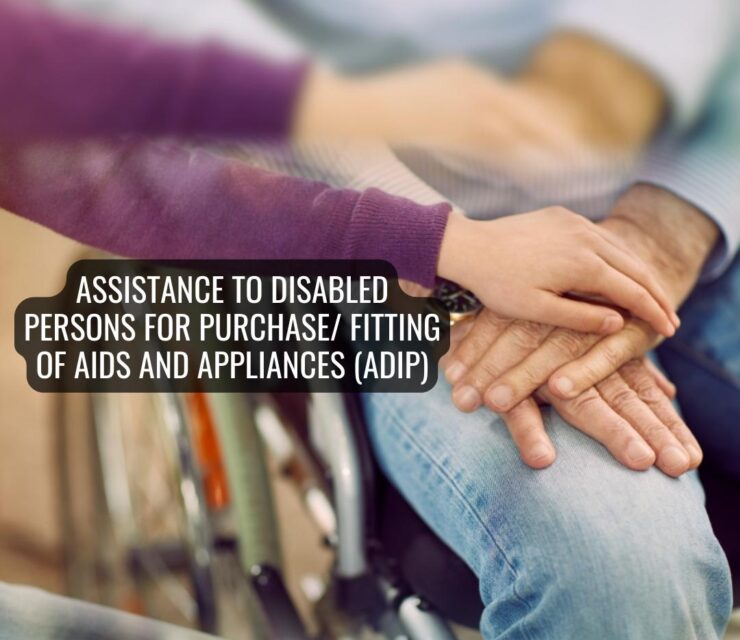 ASSISTANCE TO DISABLED
PERSONS FOR PURCHASE/ FITTING
OF AIDS AND APPLIANCES (ADIP)